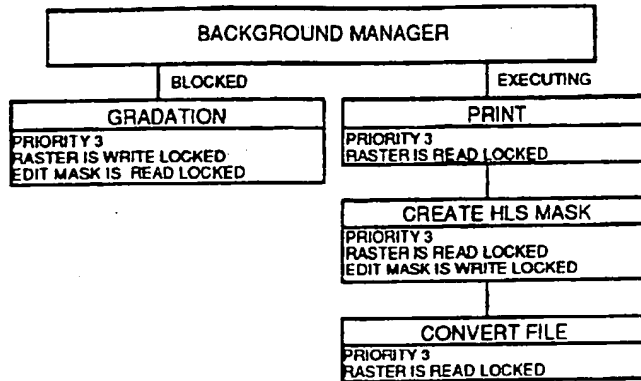 BACKGROUND MANAGER
BLOCKED
EXECUTING
GRADATION
PRIORITY 3
RASTER IS WRITE LOCKED
EDIT MASK IS READ LOCKED
PRINT
PRIORITY 3
RASTER IS READ LOCKED
CREATE HLS MASK
PRIORITY 3
RASTER IS READ LOCKED
EDIT MASK IS WRITE LOCKED
CONVERT FILE
PRIORITY 3
RASTER IS READ LOCKED